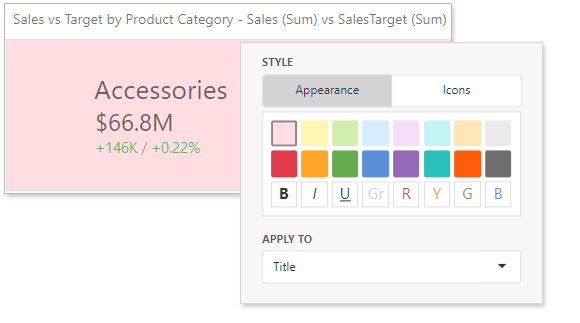 Sales vs Target by Product Category - Sales (Sum) vs SalesTarget (Sum)
Accessories
$66.8M
+146K / +0.22%
STYLE
Appearance Icons
B I U Gr R Y G B
APPLY TO
Title